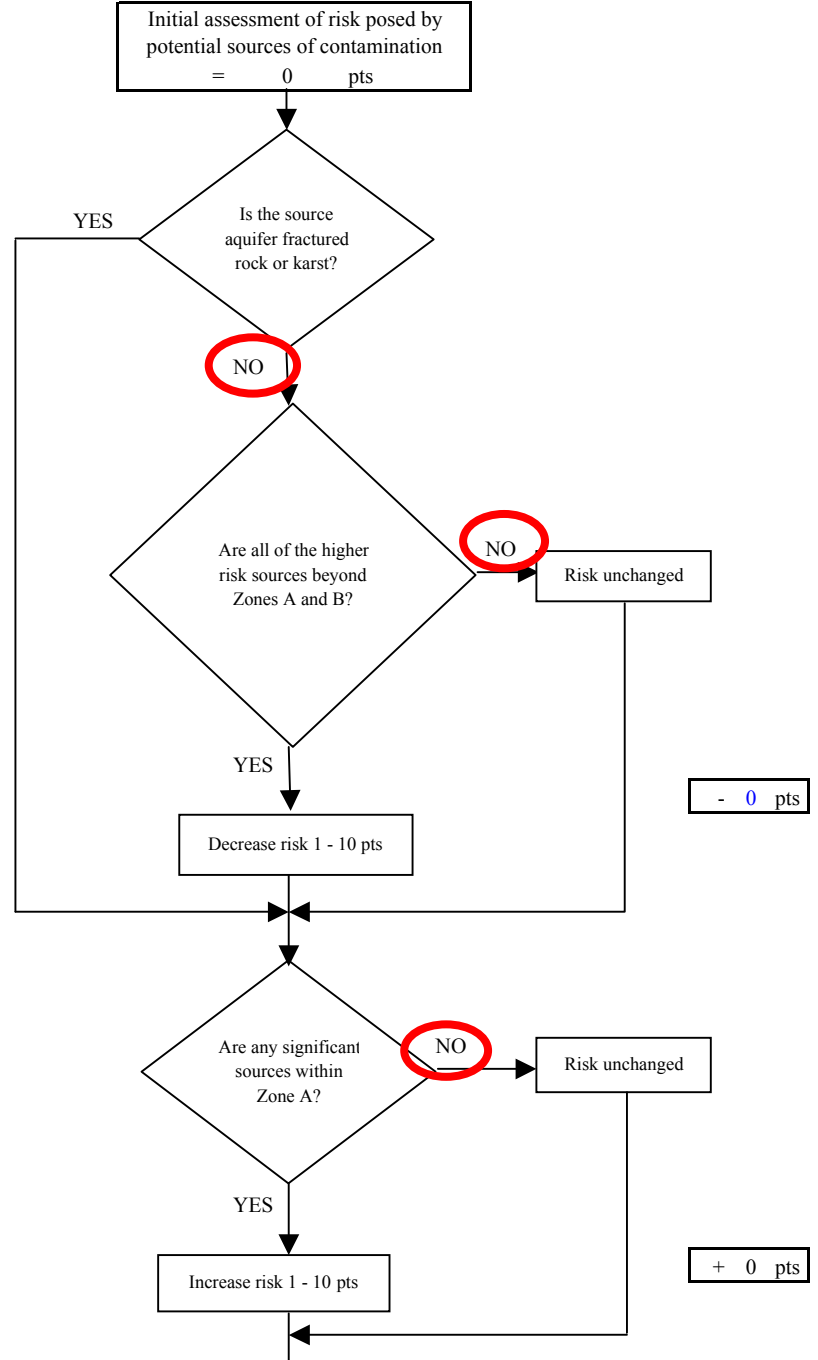 Initial assessment of risk posed by
potential sources of contamination
= 0 pts
YES
Is the source
aquifer fractured
rock or karst?
NO
Are all of the higher
risk sources beyond
Zones A and B?
NO
Risk unchanged
YES
- 0 pts
Decrease risk 1 - 10 pts
Are any significant
sources within
Zone A?
NO
Risk unchanged
YES
+ 0 pts
Increase risk 1 - 10 pts